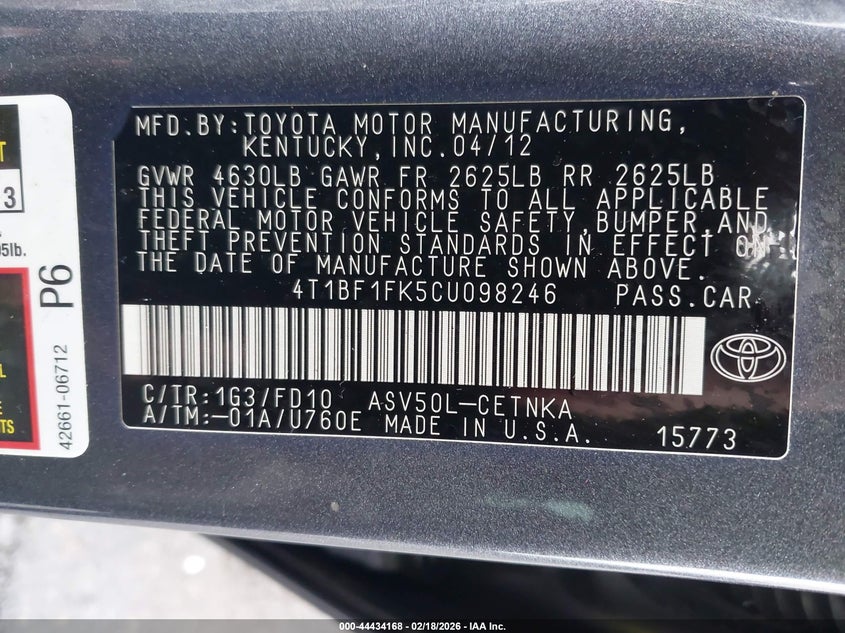 T
3
5lb.
P6
42661-06712
L
E
TS
MFD.BY:TOYOTA MOTOR MANUFACTURING,
KENTUCKY,INC.04/12
GVWR 4630LB GAWR FR 2625LB RR 2625LB
THIS VEHICLE CONFORMS TO ALL APPLICABLE
FEDERAL MOTOR VEHICLE SAFETY,BUMPER,AND
THEFT PREVENTION STANDARDS IN EFFECT ON
THE DATE OF MANUFACTURE SHOWN ABOVE.
4T1BF1FK5CU098246 PASS.CAR
C/TR:1G3/FD10 ASV50L-CETNKA
A/TM:-01A/U760E MADE IN U.S.A. 15773
000-44434168 - 02/18/2026 - IAA Inc.